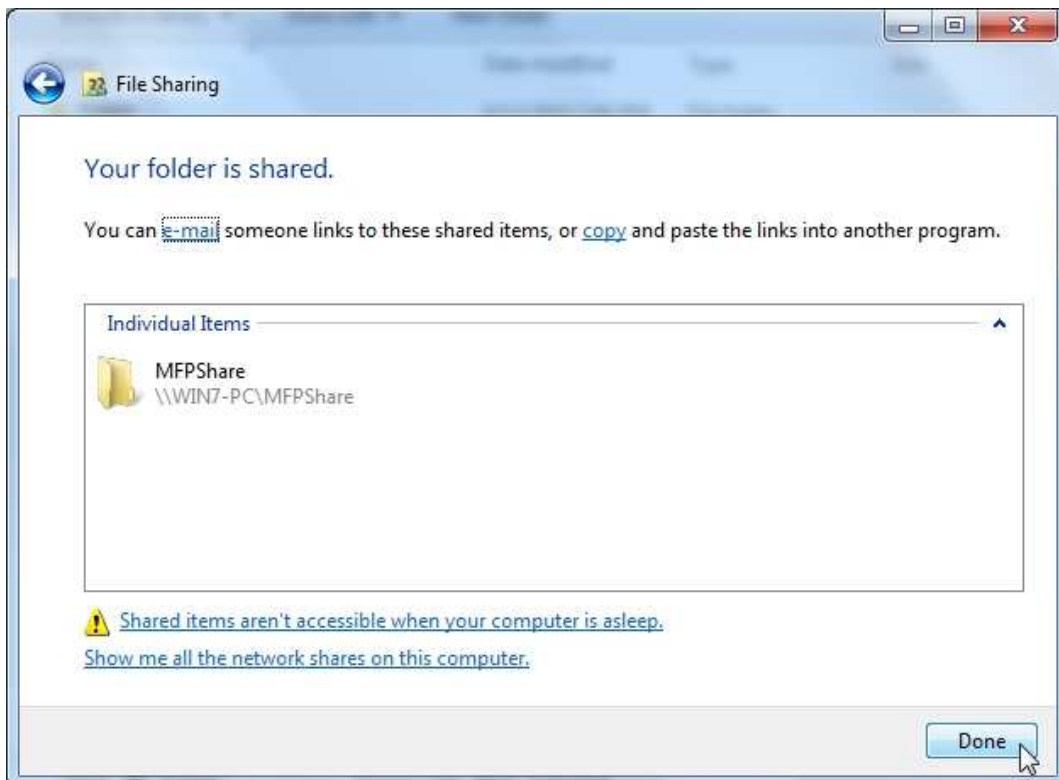 File Sharing
Your folder is shared.
You can e-mail someone links to these shared items, or copy and paste the links into another program.
Individual Items
MFPShare
\\WIN7-PC\MFPShare
Shared items aren't accessible when your computer is asleep.
Show me all the network shares on this computer.
Done